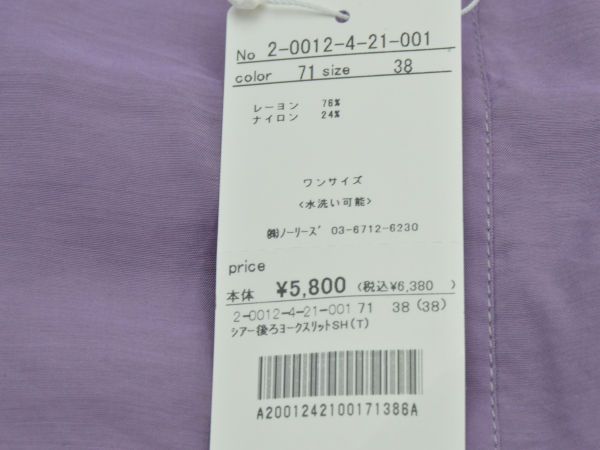 No 2-0012-4-21-001
color 71 size 38
レーヨン 76%
ナイロン 24%
ワンサイズ
<水洗い可能>
㈱ノーリーズ 03-6712-6230
price
本体 ¥5,800 (税込¥6,380 )
2-0012-4-21-001 71 38 (38)
シアー後ろヨークスリットSH(T)
A2001242100171386A